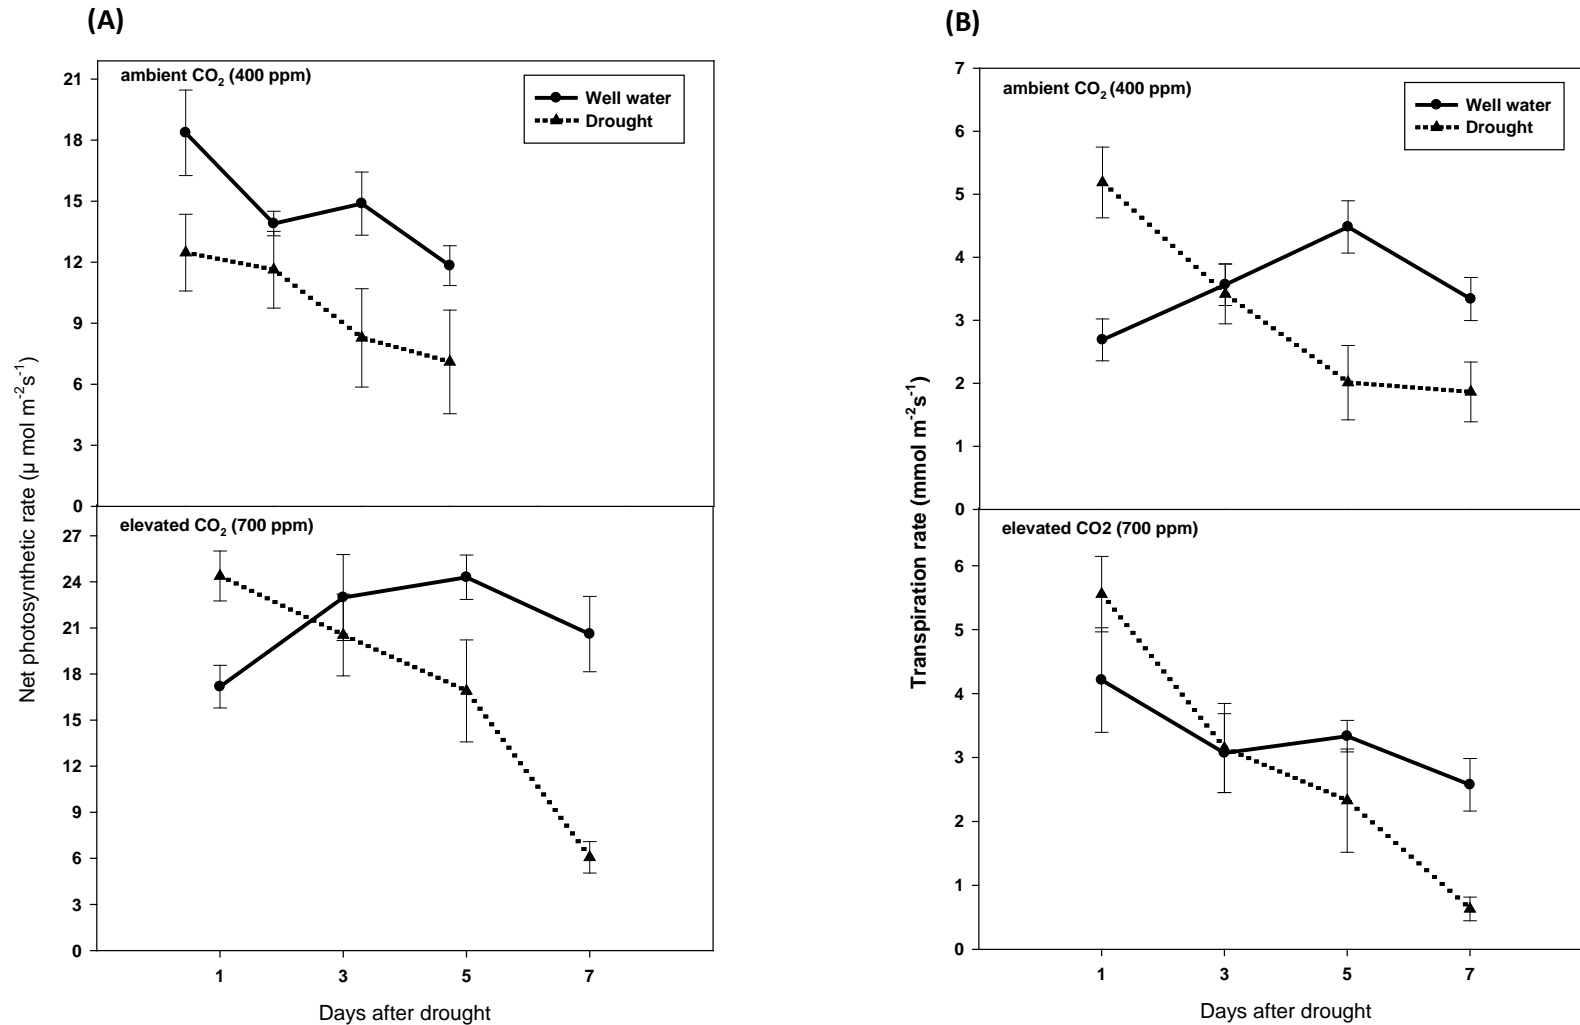 (A)
ambient CO₂ (400 ppm)
Well water
Drought
21
18
15
12
9
6
3
0
Net photosynthetic rate (µ mol m⁻²s⁻¹)
elevated CO₂ (700 ppm)
27
24
21
18
15
12
9
6
3
0
1 3 5 7
Days after drought
(B)
ambient CO₂ (400 ppm)
Well water
Drought
7
6
5
4
3
2
1
0
Transpiration rate (mmol m⁻²s⁻¹)
elevated CO2 (700 ppm)
6
5
4
3
2
1
0
1 3 5 7
Days after drought